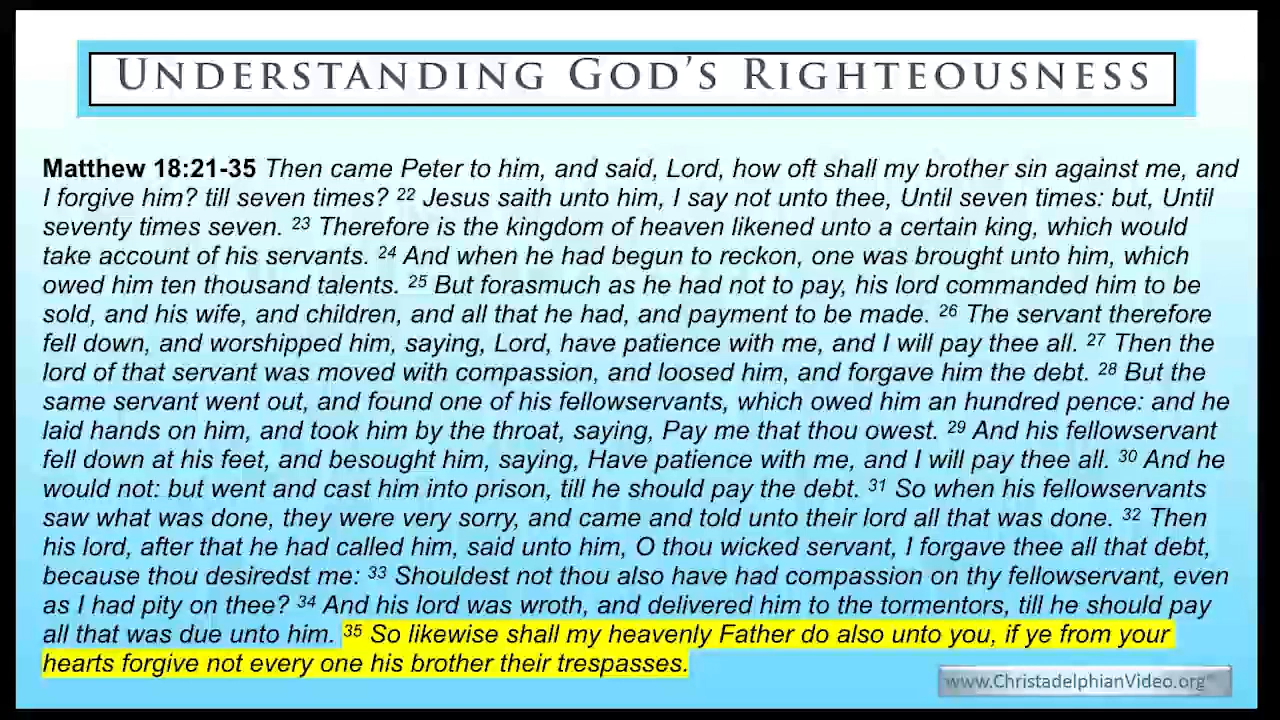 UNDERSTANDING GOD'S RIGHTEOUSNESS
Matthew 18:21-35 Then came Peter to him, and said, Lord, how oft shall my brother sin against me, and
I forgive him? till seven times? 22 Jesus saith unto him, I say not unto thee, Until seven times: but, Until
seventy times seven. 23 Therefore is the kingdom of heaven likened unto a certain king, which would
take account of his servants. 24 And when he had begun to reckon, one was brought unto him, which
owed him ten thousand talents. 25 But forasmuch as he had not to pay, his lord commanded him to be
sold, and his wife, and children, and all that he had, and payment to be made. 26 The servant therefore
fell down, and worshipped him, saying, Lord, have patience with me, and I will pay thee all. 27 Then the
lord of that servant was moved with compassion, and loosed him, and forgave him the debt. 28 But the
same servant went out, and found one of his fellowservants, which owed him an hundred pence: and he
laid hands on him, and took him by the throat, saying, Pay me that thou owest. 29 And his fellowservant
fell down at his feet, and besought him, saying, Have patience with me, and I will pay thee all. 30 And he
would not: but went and cast him into prison, till he should pay the debt. 31 So when his fellowservants
saw what was done, they were very sorry, and came and told unto their lord all that was done. 32 Then
his lord, after that he had called him, said unto him, O thou wicked servant, I forgave thee all that debt,
because thou desiredst me: 33 Shouldest not thou also have had compassion on thy fellowservant, even
as I had pity on thee? 34 And his lord was wroth, and delivered him to the tormentors, till he should pay
all that was due unto him. 35 So likewise shall my heavenly Father do also unto you, if ye from your
hearts forgive not every one his brother their trespasses.
www.ChristadelphianVideo.org